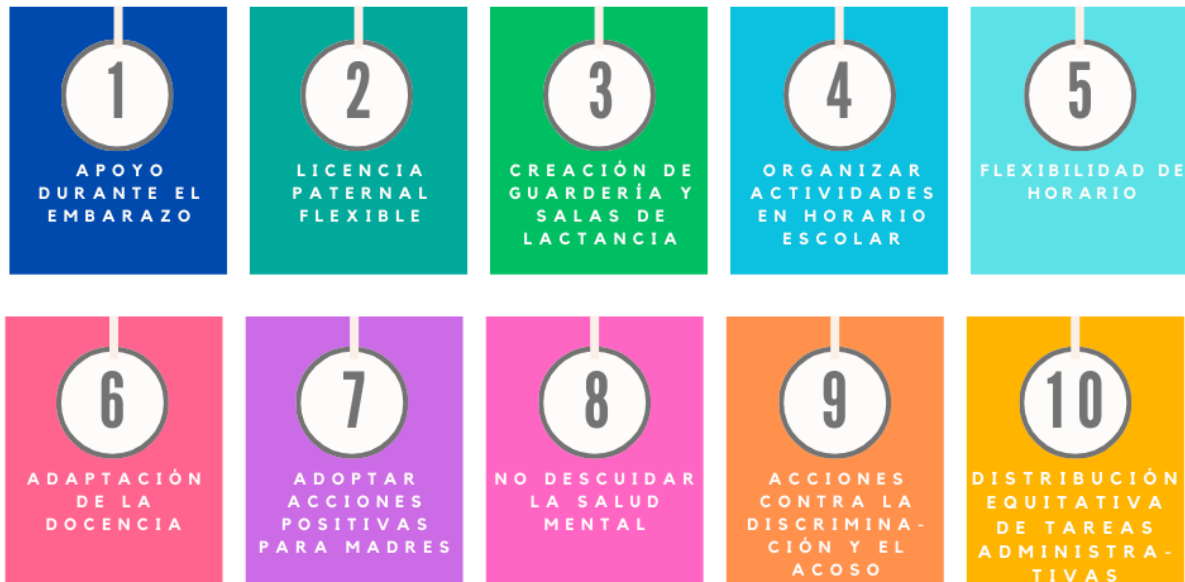 1
APOYO
DURANTE EL
EMBARAZO
2
LICENCIA
PATERNAL
FLEXIBLE
3
CREACIÓN DE
GUARDERÍA Y
SALAS DE
LACTANCIA
4
ORGANIZAR
ACTIVIDADES
EN HORARIO
ESCOLAR
5
FLEXIBILIDAD DE
HORARIO
6
ADAPTACIÓN
DE LA
DOCENCIA
7
ADOPTAR
ACCIONES
POSITIVAS
PARA MADRES
8
NO DESCUIDAR
LA SALUD
MENTAL
9
ACCIONES
CONTRA LA
DISCRIMINA-
CIÓN Y EL
ACOSO
10
DISTRIBUCIÓN
EQUITATIVA
DE TAREAS
ADMINISTRA-
TIVAS